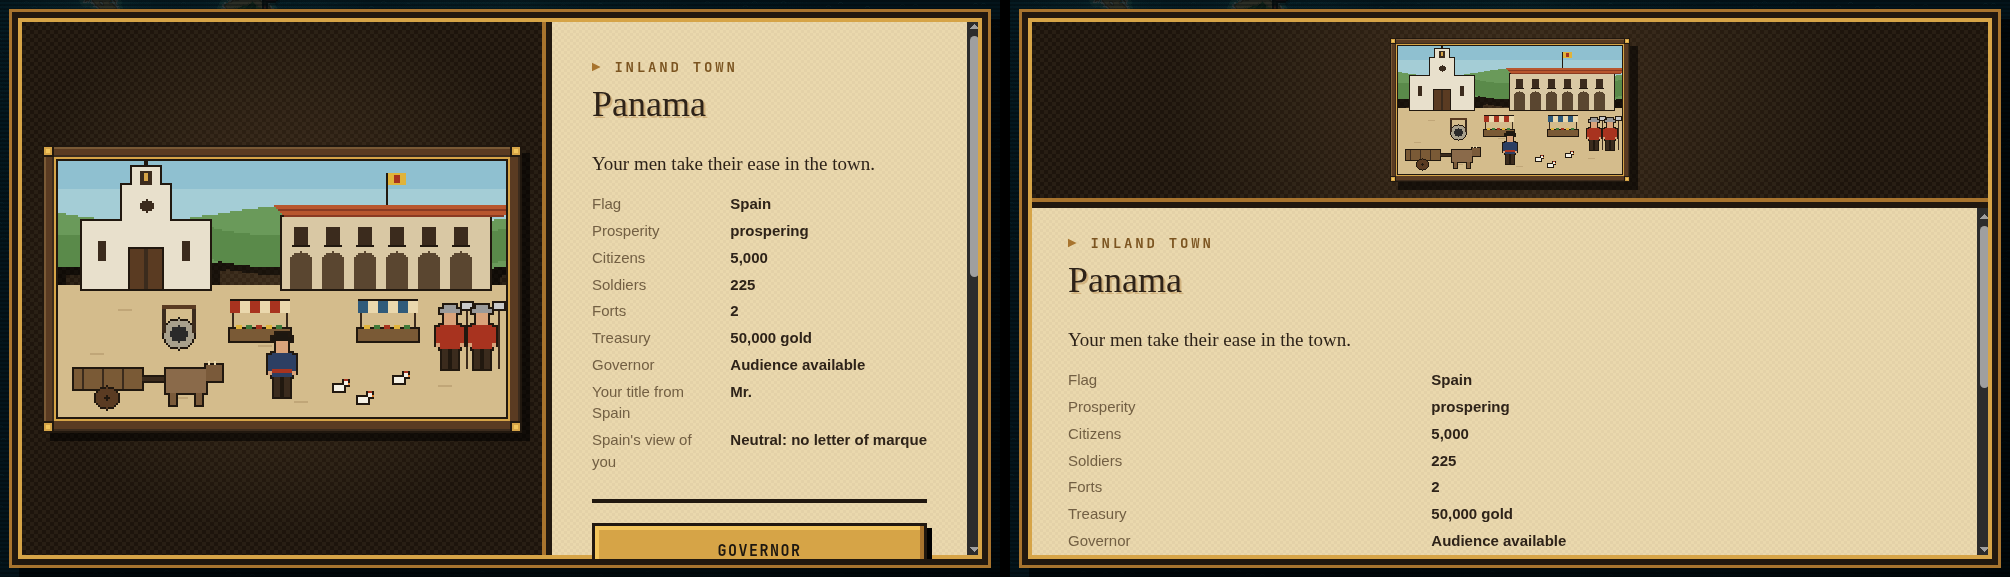 INLAND TOWN
Panama
Your men take their ease in the town.
Flag Spain
Prosperity prospering
Citizens 5,000
Soldiers 225
Forts 2
Treasury 50,000 gold
Governor Audience available
Your title from Spain Mr.
Spain's view of you Neutral: no letter of marque
GOVERNOR
INLAND TOWN
Panama
Your men take their ease in the town.
Flag Spain
Prosperity prospering
Citizens 5,000
Soldiers 225
Forts 2
Treasury 50,000 gold
Governor Audience available